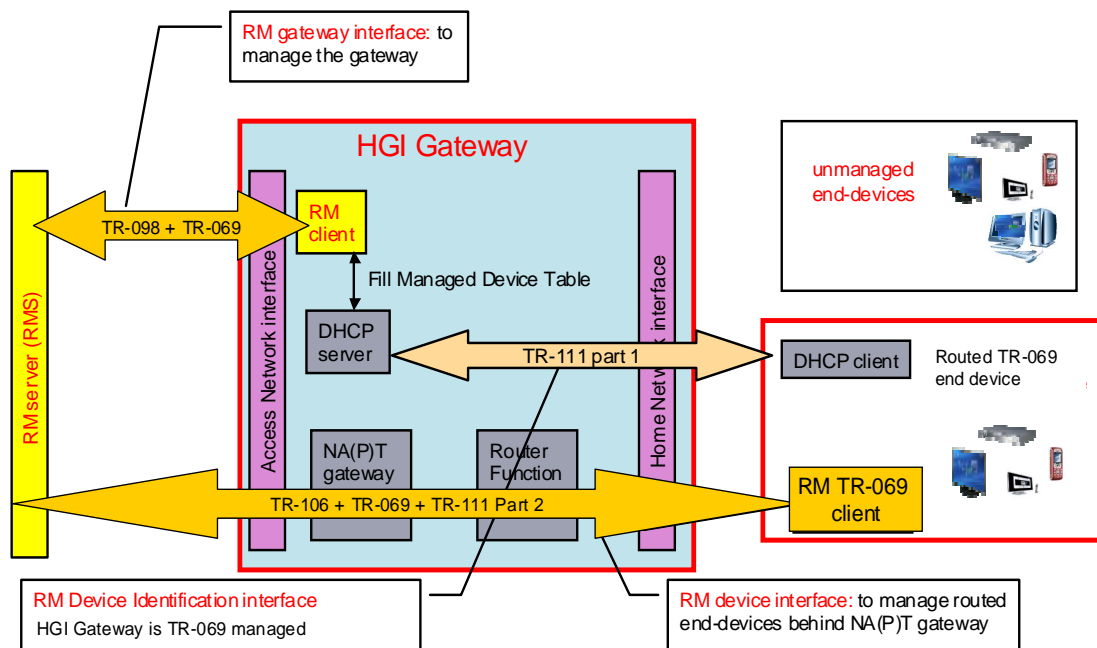 RM gateway interface: to
manage the gateway
HGI Gateway
unmanaged
end-devices
RM server (RMS)
TR-098 + TR-069
Access Network interface
RM
client
Fill Managed Device Table
DHCP
server
Home Network interface
TR-111 part 1
DHCP client
Routed TR-069
end device
NA(P)T
gateway
Router
Function
TR-106 + TR-069 + TR-111 Part 2
RM TR-069
client
RM Device Identification interface
HGI Gateway is TR-069 managed
RM device interface: to manage routed
end-devices behind NA(P)T gateway